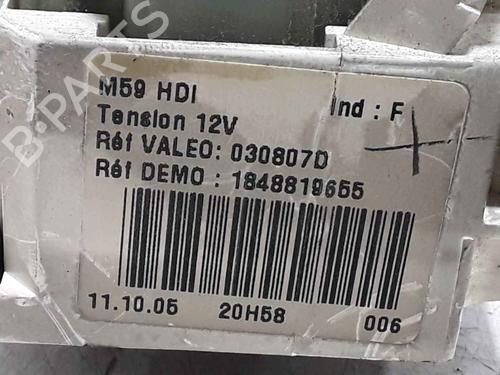 M59 HDI
Ind : F
Tension 12V
Réf VALEO: 030807D
Réf DEMO : 1848819655
11.10.05 20H58 006
B-PARTS